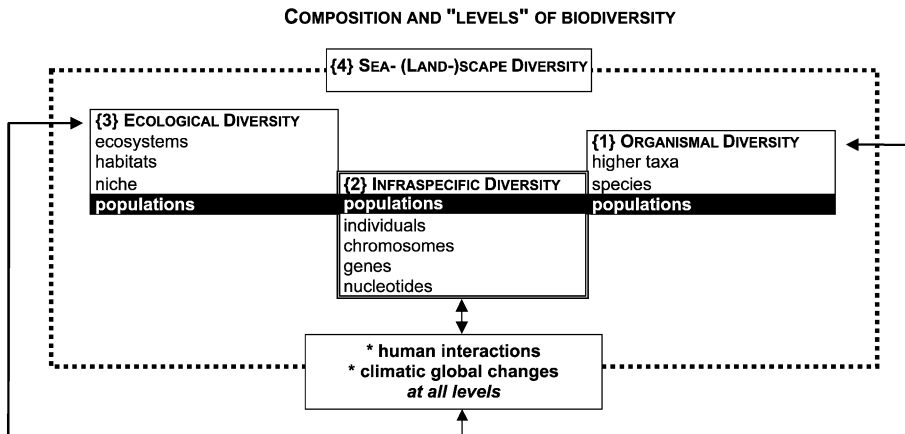 COMPOSITION AND "LEVELS" OF BIODIVERSITY
{4} SEA- (LAND-)SCAPE DIVERSITY
{3} ECOLOGICAL DIVERSITY
ecosystems
habitats
niche
populations
{2} INFRASPECIFIC DIVERSITY
populations
individuals
chromosomes
genes
nucleotides
{1} ORGANISMAL DIVERSITY
higher taxa
species
populations
* human interactions
* climatic global changes
at all levels